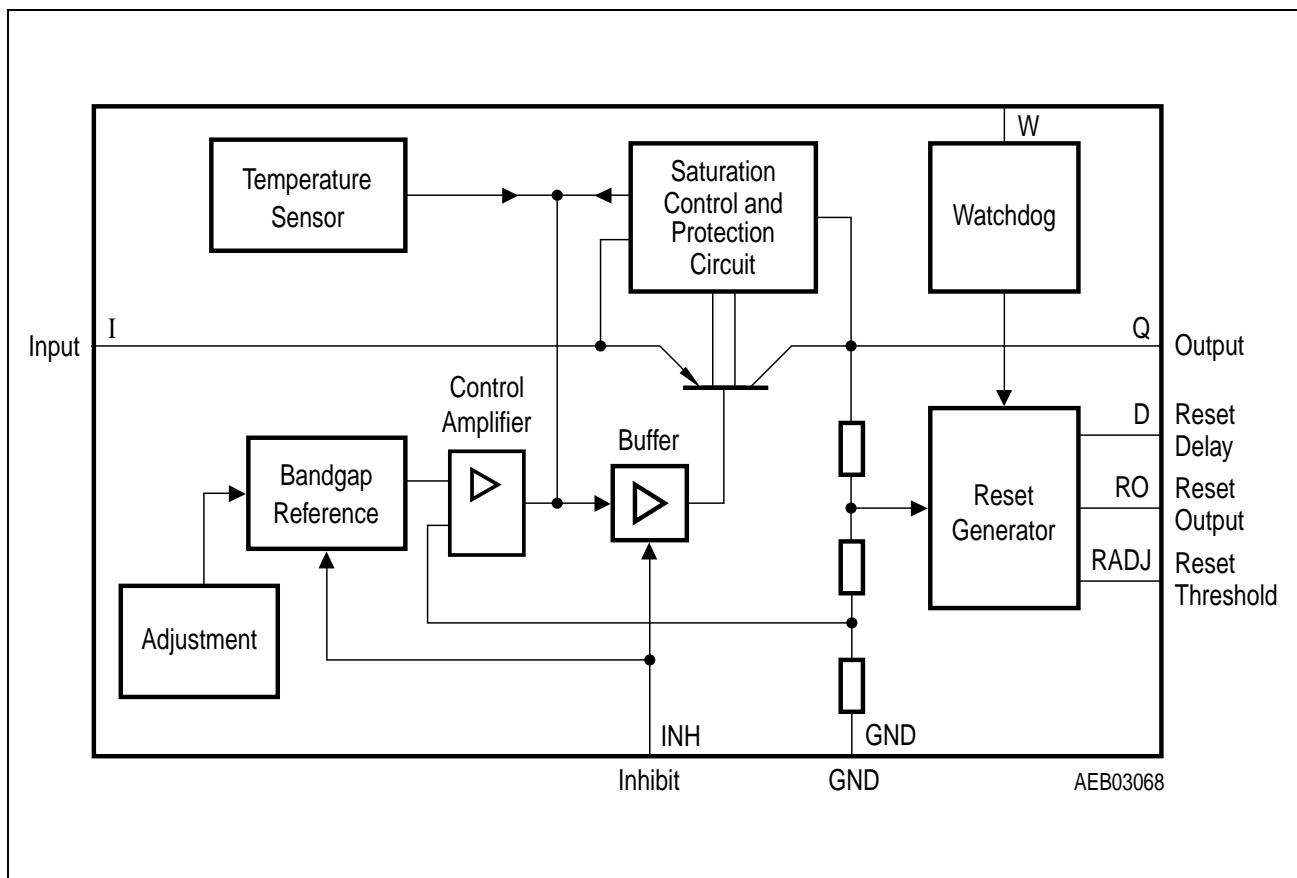 W
Temperature
Sensor
Saturation
Control and
Protection
Circuit
Watchdog
Input
I
Q
Output
Control
Amplifier
Buffer
Bandgap
Reference
Reset
Generator
D
Reset
Delay
RO
Reset
Output
RADJ
Reset
Threshold
Adjustment
INH
GND
Inhibit
GND
AEB03068